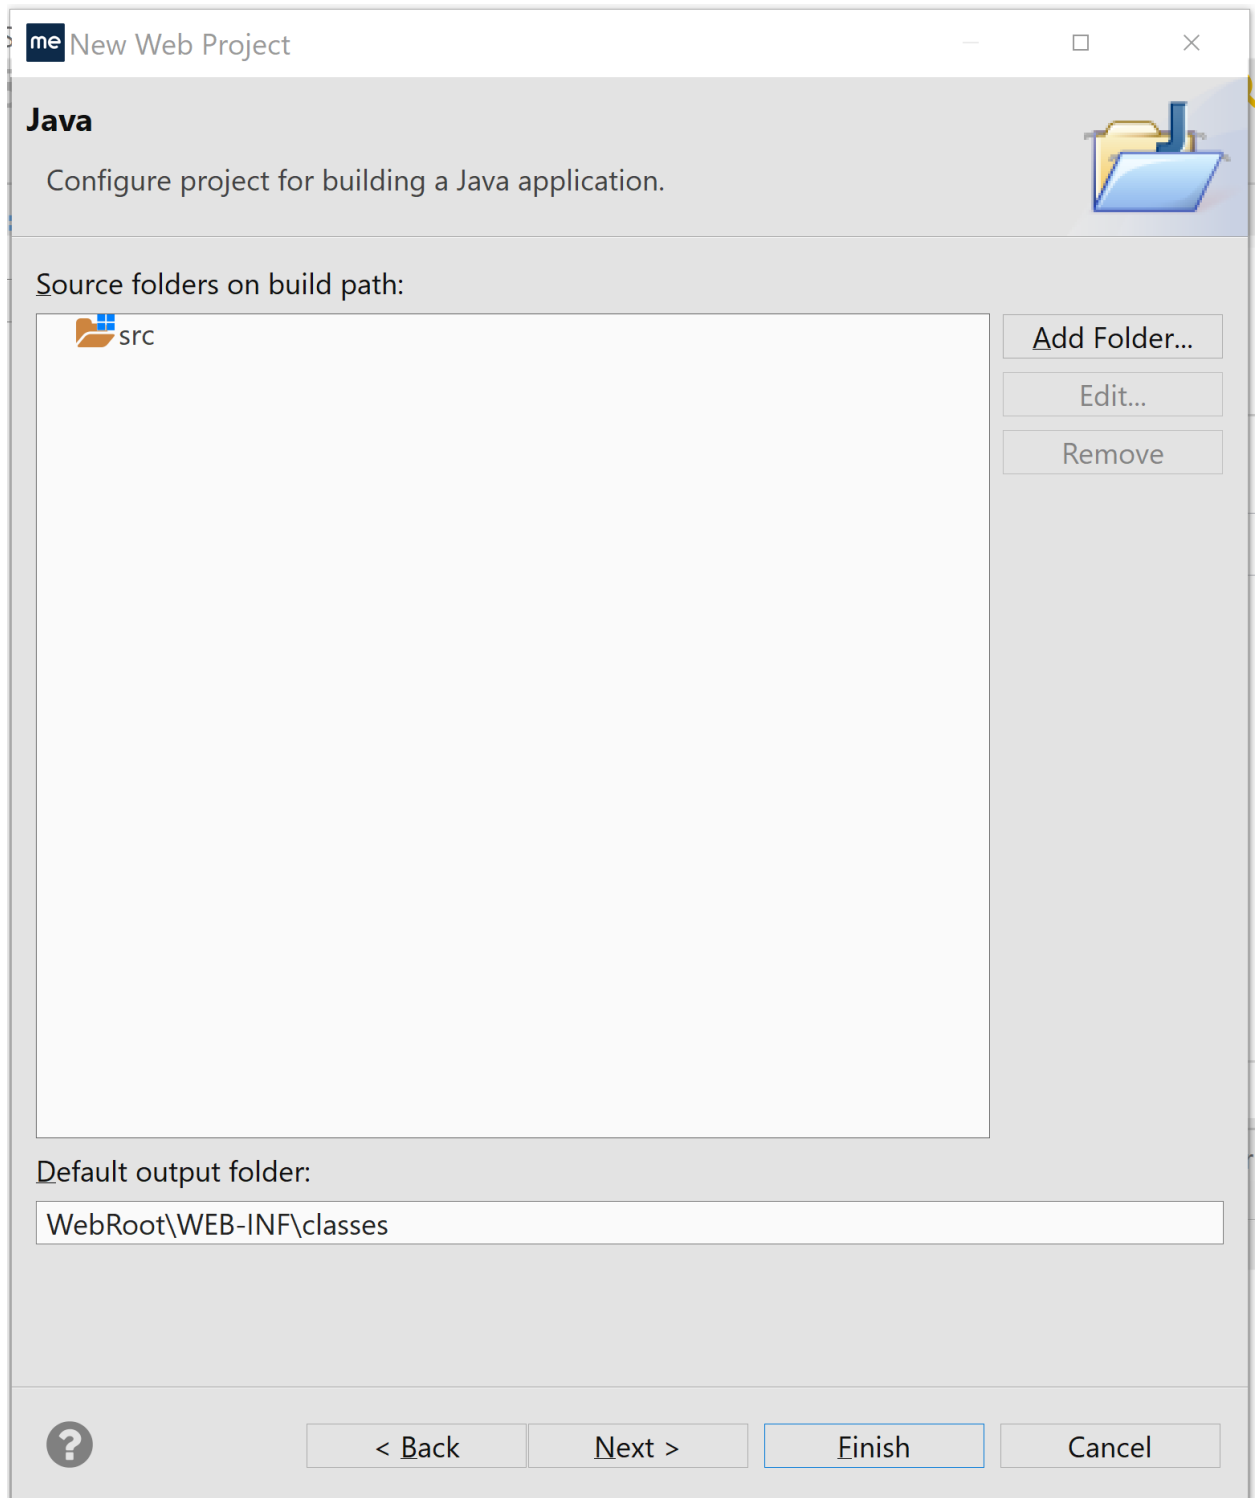 me New Web Project
Java
Configure project for building a Java application.
Source folders on build path:
src
Add Folder...
Edit...
Remove
Default output folder:
WebRoot\WEB-INF\classes
?
< Back
Next >
Finish
Cancel